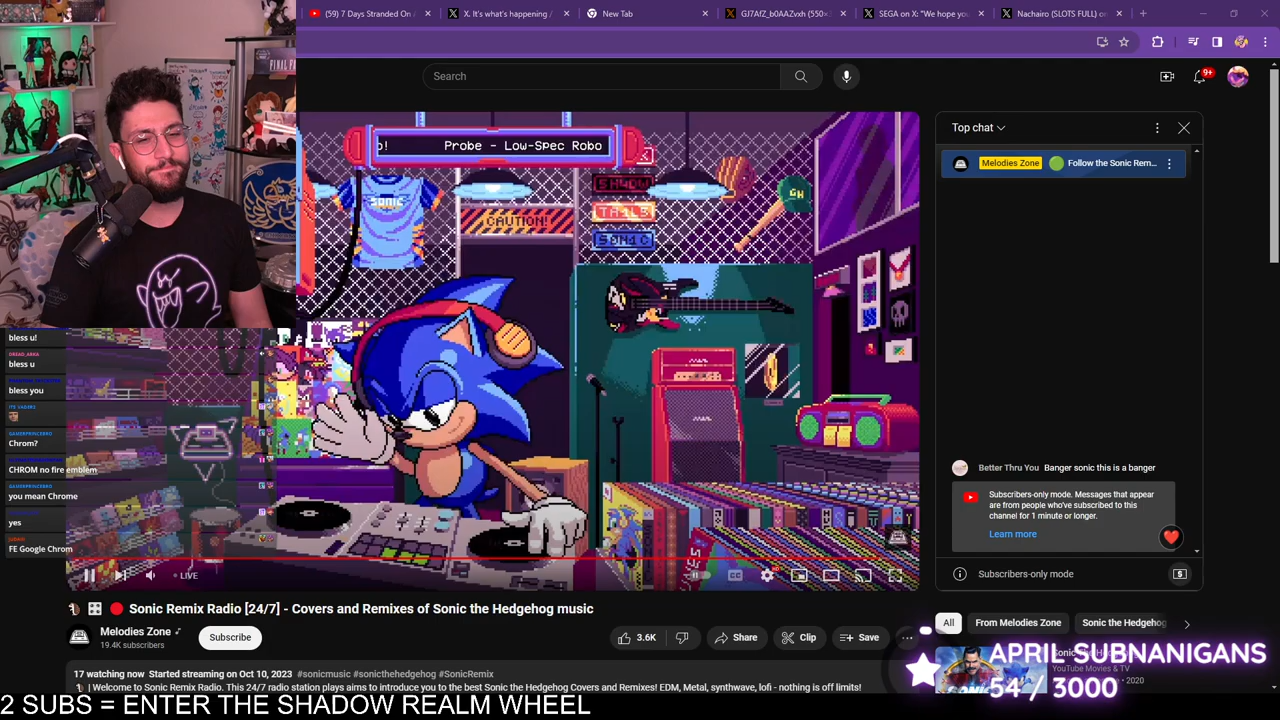 (59) 7 Days Stranded On
X. It's what's happening /
New Tab
GJ7AfZ_b0AAZvxh (550×
SEGA on X: "We hope you
Nachairo (SLOTS FULL) o
Search
9+
o! Probe - Low-Spec Robo
SHADOW
TAILS
SONIC
SONIC
CAUTION!
GH
FINAL
Top chat
Melodies Zone Follow the Sonic Rem...
Better Thru You Banger sonic this is a banger
Subscribers-only mode. Messages that appear
are from people who've subscribed to this
channel for 1 minute or longer.
Learn more
Subscribers-only mode
bless u!
bless u
bless you
Chrom?
CHROM no fire emblem
you mean Chrome
yes
FE Google Chrom
LIVE
CC
HD
Sonic Remix Radio [24/7] - Covers and Remixes of Sonic the Hedgehog music
Melodies Zone
19.4K subscribers
Subscribe
3.6K
Share
Clip
Save
...
All
From Melodies Zone
Sonic the Hedgehog
17 watching now Started streaming on Oct 10, 2023 #sonicmusic #sonicthehedgehog #SonicRemix
| Welcome to Sonic Remix Radio. This 24/7 radio station plays aims to introduce you to the best Sonic the Hedgehog Covers and Remixes! EDM, Metal, synthwave, lofi - nothing is off limits!
YouTube Movies & TV
2020
APRIL SUBNANIGANS
54 / 3000
2 SUBS = ENTER THE SHADOW REALM WHEEL